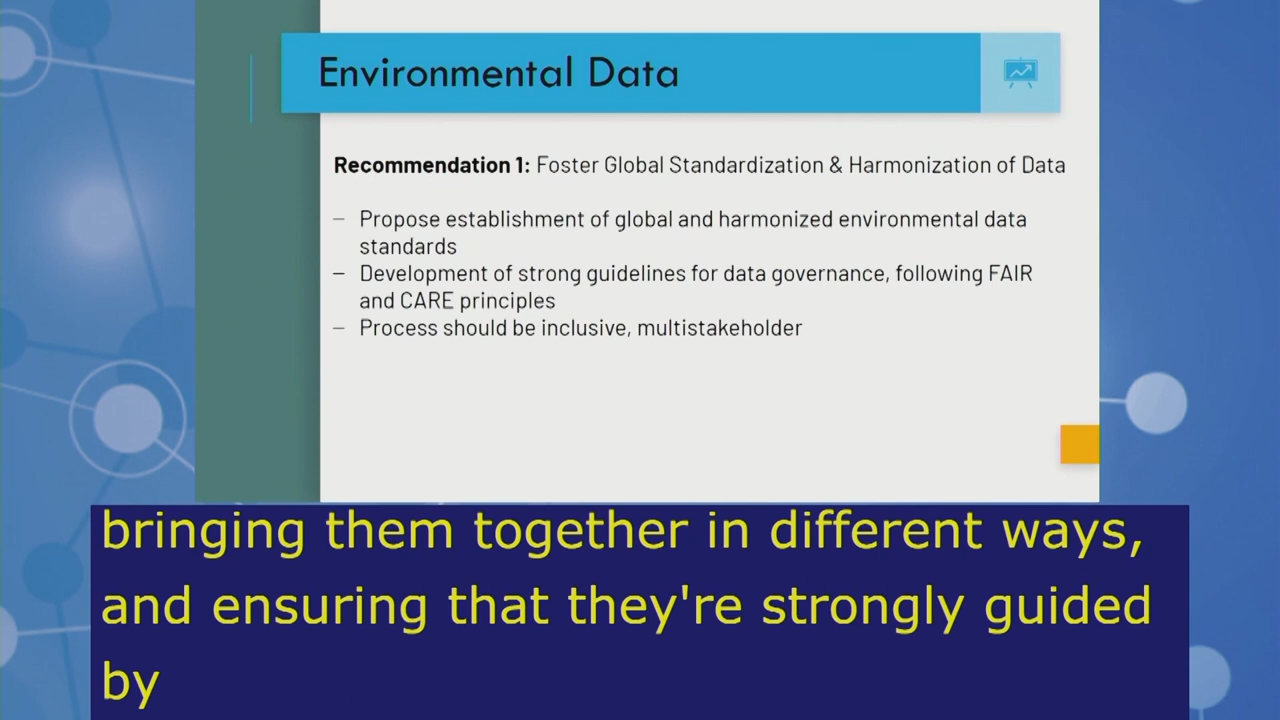 Environmental Data
Recommendation 1: Foster Global Standardization & Harmonization of Data
– Propose establishment of global and harmonized environmental data
standards
– Development of strong guidelines for data governance, following FAIR
and CARE principles
– Process should be inclusive, multistakeholder
bringing them together in different ways,
and ensuring that they're strongly guided
by